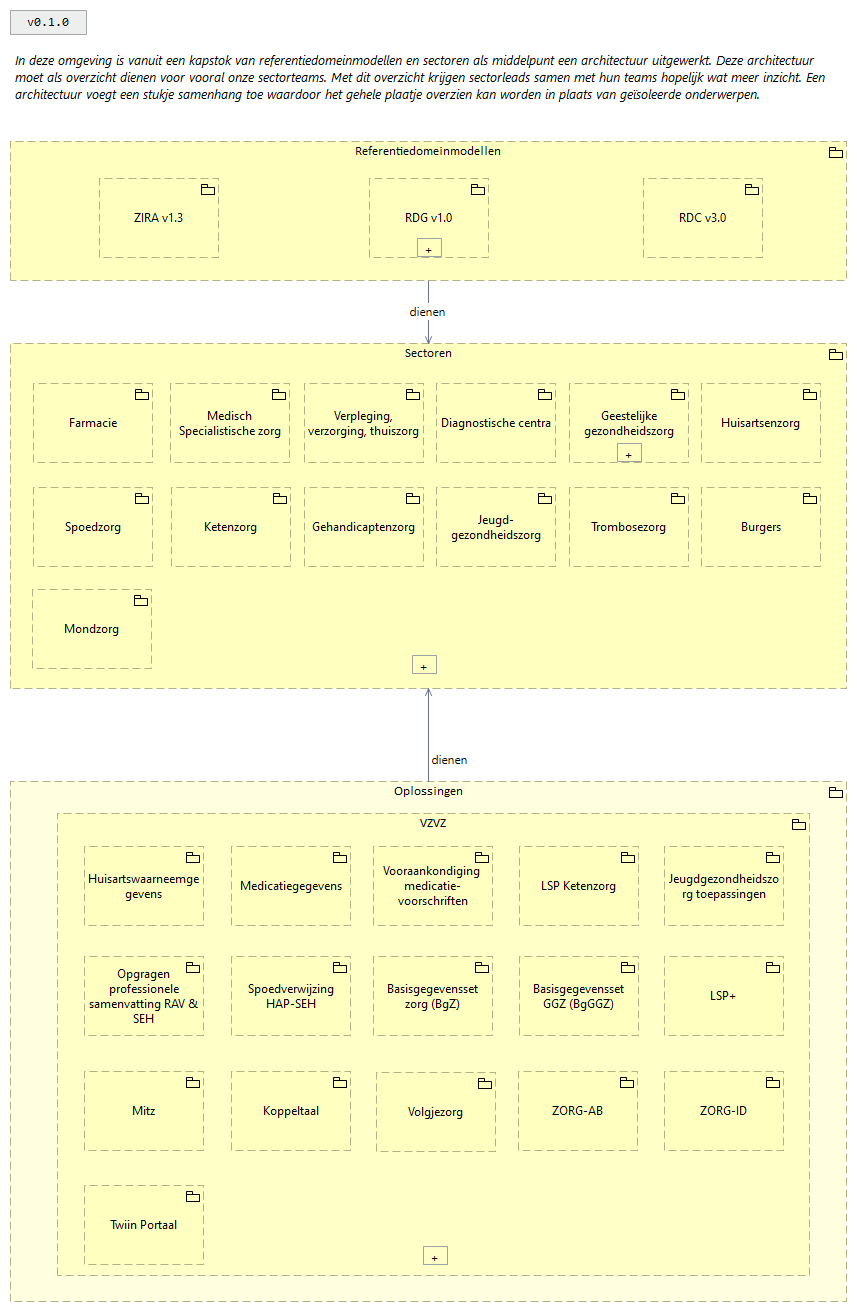 v0.1.0
In deze omgeving is vanuit een kapstok van referentiedomeinmodellen en sectoren als middelpunt een architectuur uitgewerkt. Deze architectuur
moet als overzicht dienen voor vooral onze sectorteams. Met dit overzicht krijgen sectorleads samen met hun teams hopelijk wat meer inzicht. Een
architectuur voegt een stukje samenhang toe waardoor het gehele plaatje overzien kan worden in plaats van geïsoleerde onderwerpen.
Referentiedomeinmodellen
ZIRA v1.3
RDG v1.0
+
RDC v3.0
dienen
Sectoren
Farmacie
Medisch
Specialistische zorg
Verpleging,
verzorging, thuiszorg
Diagnostische centra
Geestelijke
gezondheidszorg
+
Huisartsenzorg
Spoedzorg
Ketenzorg
Gehandicaptenzorg
Jeugd-
gezondheidszorg
Trombosezorg
Burgers
Mondzorg
+
dienen
Oplossingen
VZVZ
Huisartswaarneemge
gevens
Medicatiegegevens
Vooraankondiging
medicatie-
voorschriften
LSP Ketenzorg
Jeugdgezondheidszo
rg toepassingen
Opgragen
professionele
samenvatting RAV &
SEH
Spoedverwijzing
HAP-SEH
Basisgegevensset
zorg (BgZ)
Basisgegevensset
GGZ (BgGGZ)
LSP+
Mitz
Koppeltaal
Volgjezorg
ZORG-AB
ZORG-ID
Twiin Portaal
+